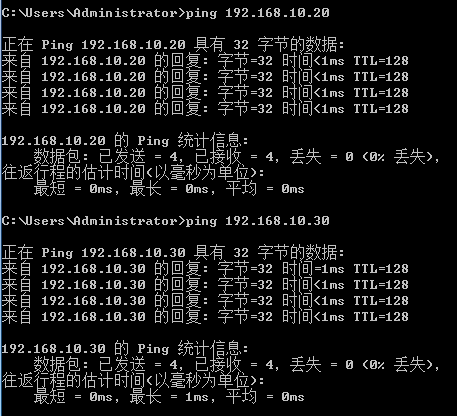 C:\Users\Administrator>ping 192.168.10.20
正在 Ping 192.168.10.20 具有 32 字节的数据:
来自 192.168.10.20 的回复: 字节=32 时间<1ms TTL=128
来自 192.168.10.20 的回复: 字节=32 时间<1ms TTL=128
来自 192.168.10.20 的回复: 字节=32 时间<1ms TTL=128
来自 192.168.10.20 的回复: 字节=32 时间<1ms TTL=128
192.168.10.20 的 Ping 统计信息:
数据包: 已发送 = 4, 已接收 = 4, 丢失 = 0 (0% 丢失),
往返行程的估计时间(以毫秒为单位):
最短 = 0ms, 最长 = 0ms, 平均 = 0ms
C:\Users\Administrator>ping 192.168.10.30
正在 Ping 192.168.10.30 具有 32 字节的数据:
来自 192.168.10.30 的回复: 字节=32 时间=1ms TTL=128
来自 192.168.10.30 的回复: 字节=32 时间<1ms TTL=128
来自 192.168.10.30 的回复: 字节=32 时间<1ms TTL=128
来自 192.168.10.30 的回复: 字节=32 时间<1ms TTL=128
192.168.10.30 的 Ping 统计信息:
数据包: 已发送 = 4, 已接收 = 4, 丢失 = 0 (0% 丢失),
往返行程的估计时间(以毫秒为单位):
最短 = 0ms, 最长 = 1ms, 平均 = 0ms